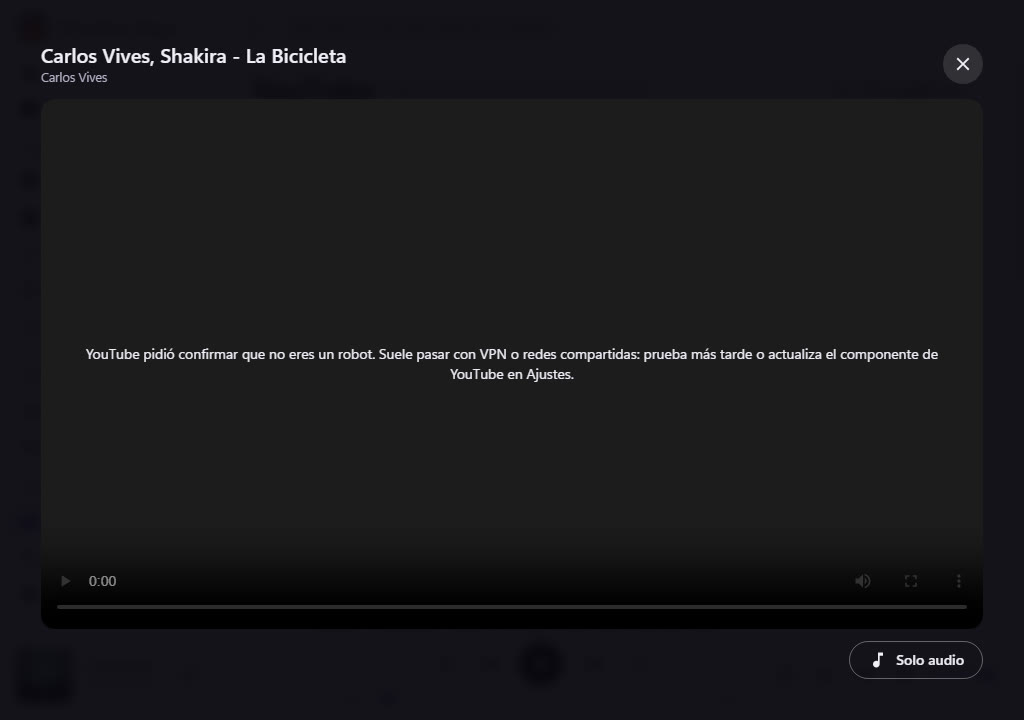 Carlos Vives, Shakira - La Bicicleta
Carlos Vives
YouTube pidió confirmar que no eres un robot. Suele pasar con VPN o redes compartidas: prueba más tarde o actualiza el componente de
YouTube en Ajustes.
0:00
Solo audio